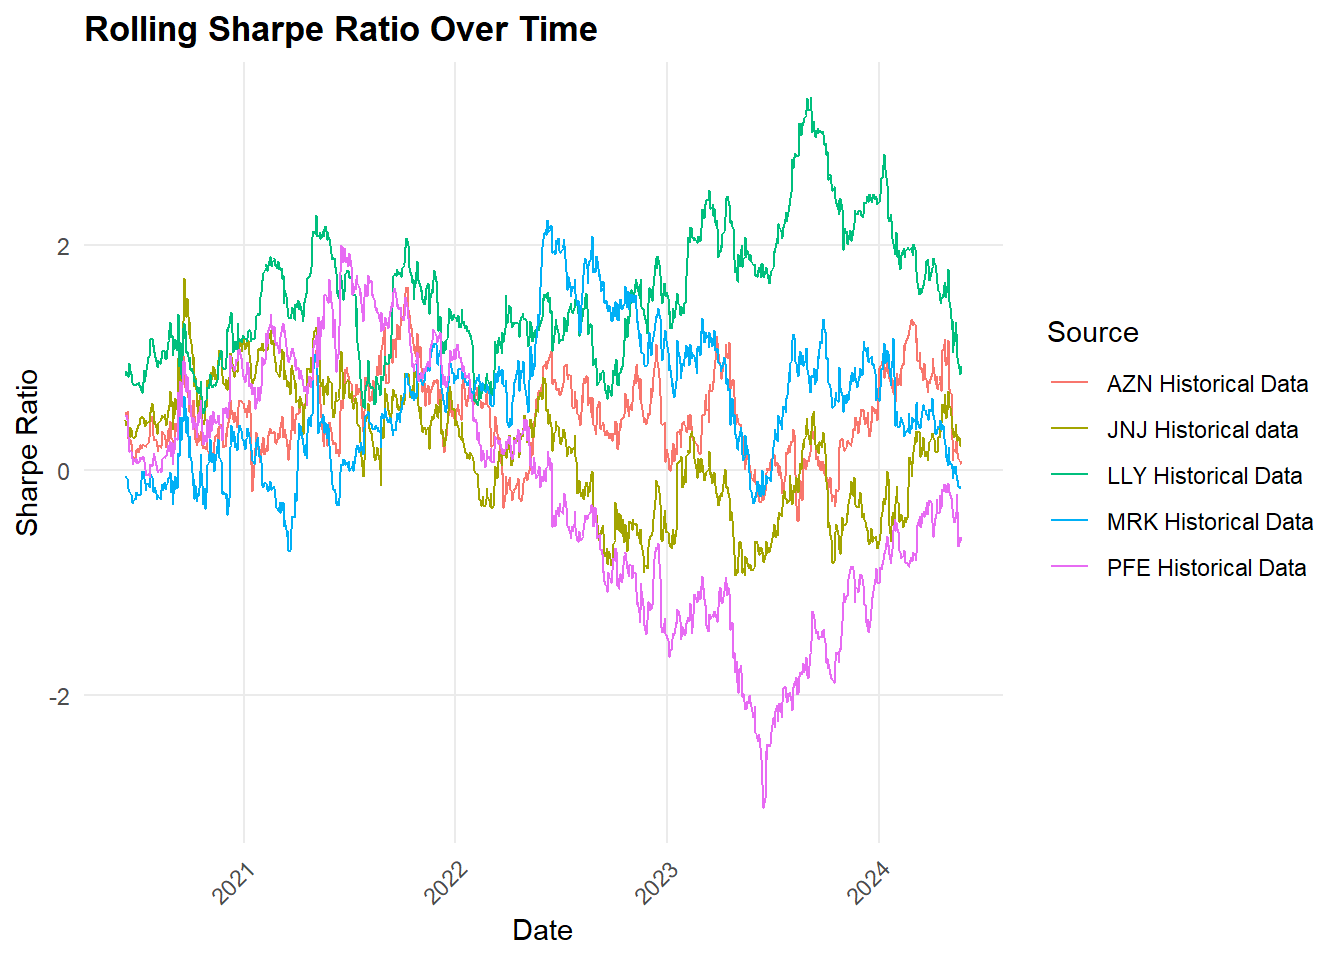 Rolling Sharpe Ratio Over Time
Sharpe Ratio
2
0
-2
2021
2022
2023
2024
Date
Source
AZN Historical Data
JNJ Historical data
LLY Historical Data
MRK Historical Data
PFE Historical Data